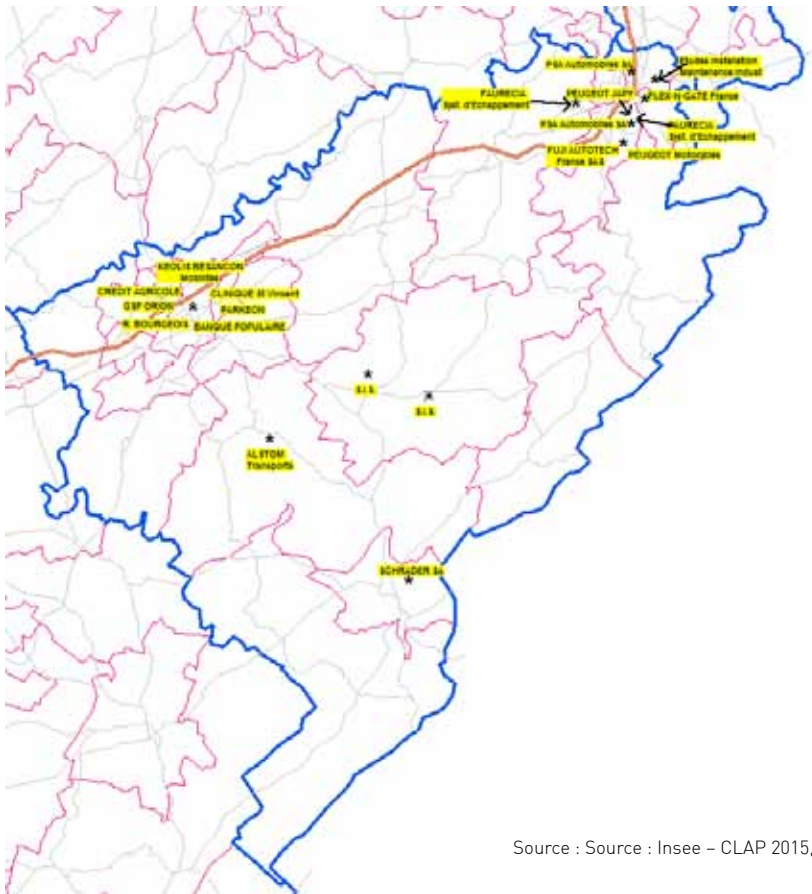 PSA Automobiles SA
Etudes Installation
Maintenance Indust
FAURECIA
Syst. d'Echappement
PEUGEOT JAPY
FLEX-N-GATE France
PSA Automobiles SA
FAURECIA
Syst. d'Echappement
FUJI AUTOTECH
France SAS
PEUGEOT Motocycles
KEOLIS BESANCON
Mobilités
CREDIT AGRICOLE
CLINIQUE St Vincent
GSF ORION
PARKEON
R. BOURGEOIS
BANQUE POPULAIRE
S.I.S.
S.I.S.
ALSTOM
Transports
SCHRADER SA
Source : Source : Insee – CLAP 2015,